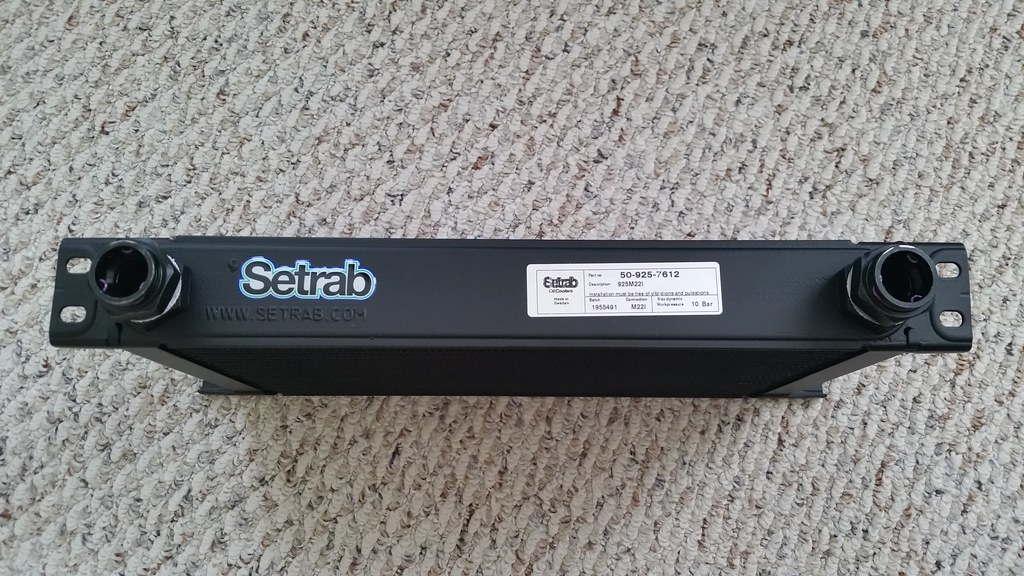 9
Setrab
WWW.SETRAB.COM
Setrab
Oil Coolers
Made in
Sweden
Part no 50-925-7612
Description 925M22I
Installation must be free of vibrations and pulsations
Batch Connection Max dynamic
1955491 M22I Workpressure 10 Bar